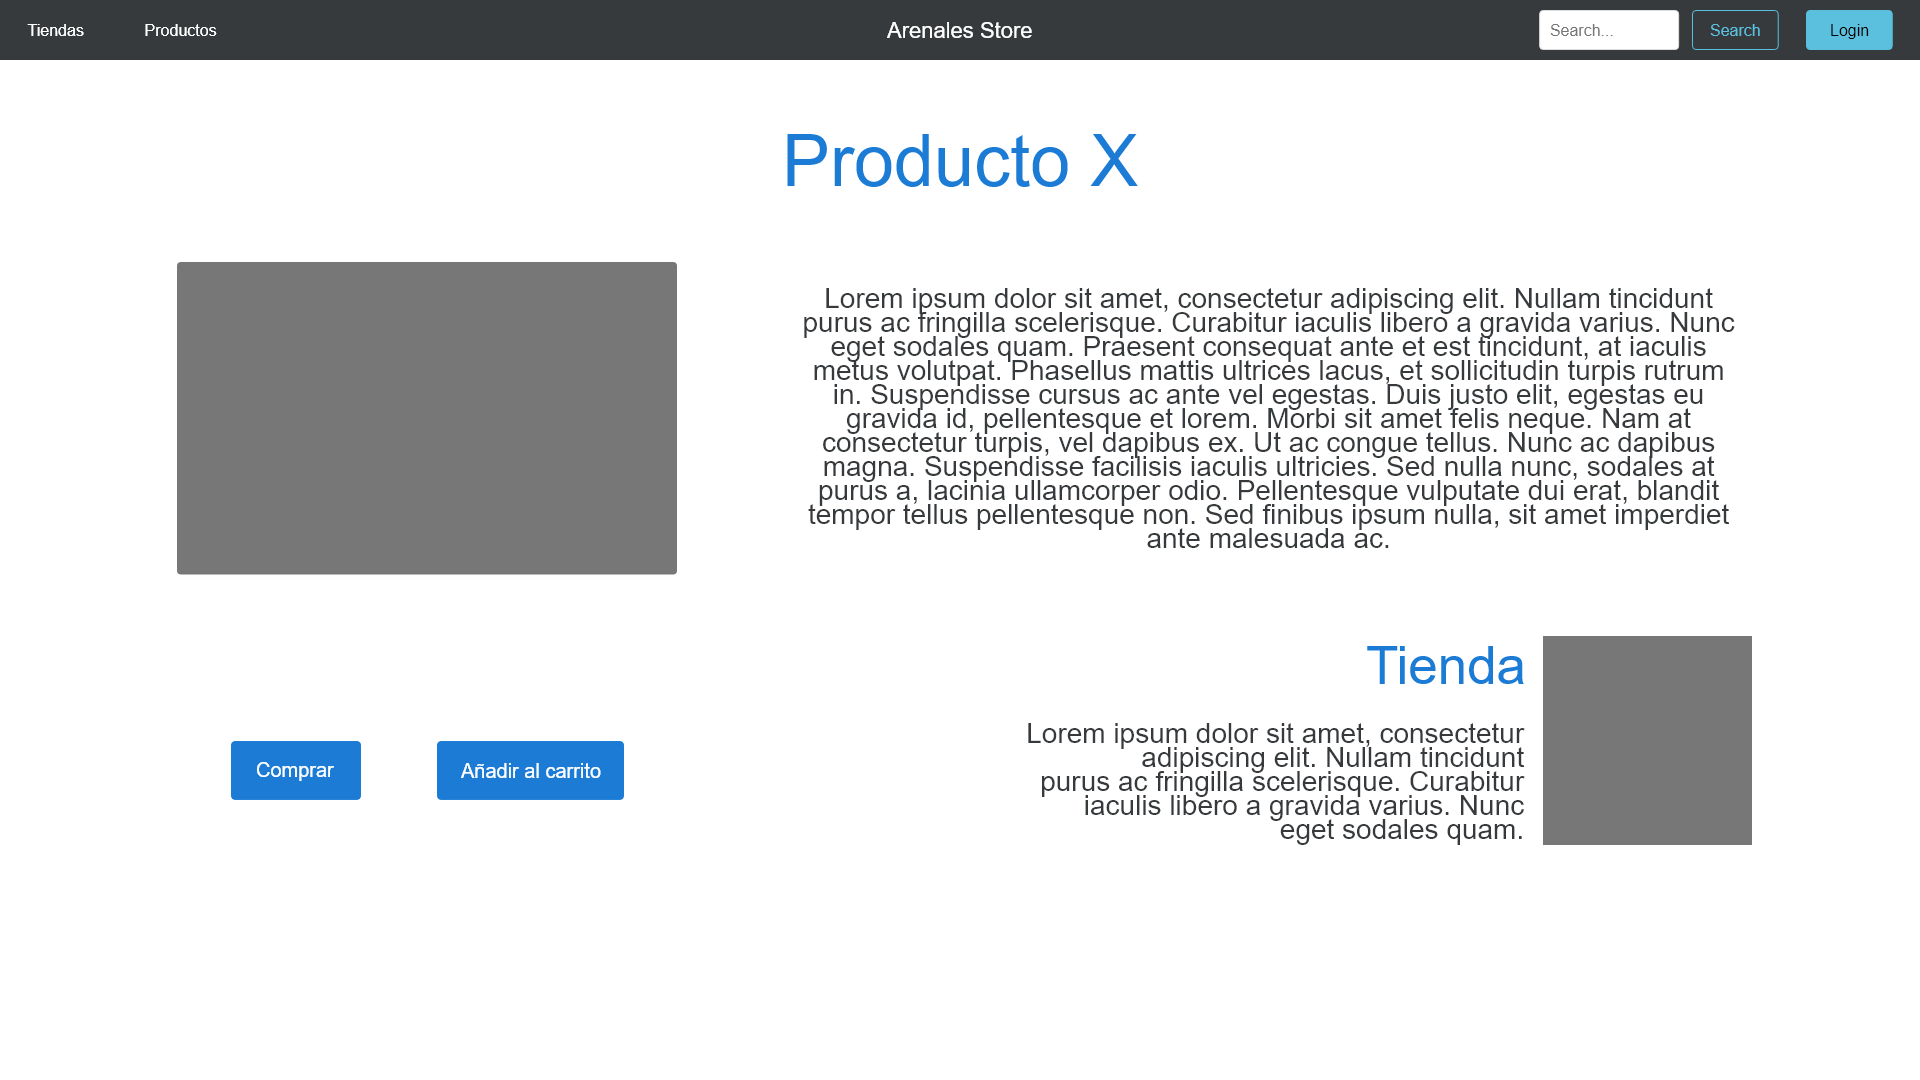 Tiendas
Productos
Arenales Store
Search...
Search
Login
Producto X
Lorem ipsum dolor sit amet, consectetur adipiscing elit. Nullam tincidunt
purus ac fringilla scelerisque. Curabitur iaculis libero a gravida varius. Nunc
eget sodales quam. Praesent consequat ante et est tincidunt, at iaculis
metus volutpat. Phasellus mattis ultrices lacus, et sollicitudin turpis rutrum
in. Suspendisse cursus ac ante vel egestas. Duis justo elit, egestas eu
gravida id, pellentesque et lorem. Morbi sit amet felis neque. Nam at
consectetur turpis, vel dapibus ex. Ut ac congue tellus. Nunc ac dapibus
magna. Suspendisse facilisis iaculis ultricies. Sed nulla nunc, sodales at
purus a, lacinia ullamcorper odio. Pellentesque vulputate dui erat, blandit
tempor tellus pellentesque non. Sed finibus ipsum nulla, sit amet imperdiet
ante malesuada ac.
Tienda
Lorem ipsum dolor sit amet, consectetur
adipiscing elit. Nullam tincidunt
purus ac fringilla scelerisque. Curabitur
iaculis libero a gravida varius. Nunc
eget sodales quam.
Comprar
Añadir al carrito